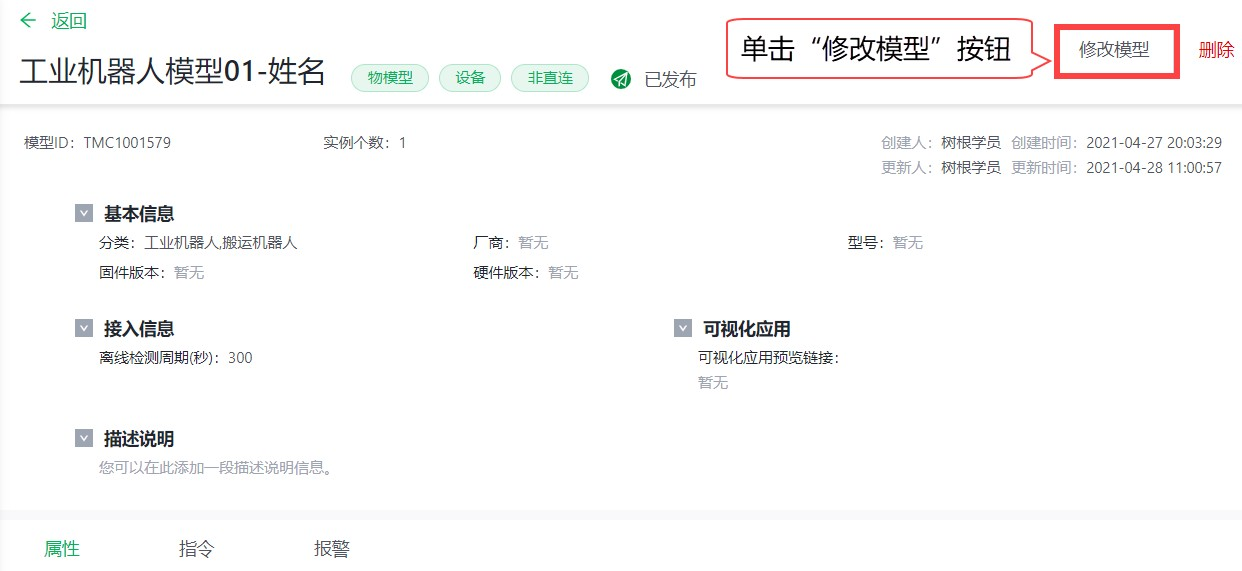 返回
工业机器人模型01-姓名 物模型 设备 非直连 已发布 单击“修改模型”按钮 修改模型 删除
模型ID：TMC1001579 实例个数：1 创建人：树根学员 创建时间：2021-04-27 20:03:29
更新人：树根学员 更新时间：2021-04-28 11:00:57
基本信息
分类：工业机器人,搬运机器人 厂商：暂无 型号：暂无
固件版本：暂无 硬件版本：暂无
接入信息 可视化应用
离线检测周期(秒)：300 可视化应用预览链接：
暂无
描述说明
您可以在此添加一段描述说明信息。
属性 指令 报警